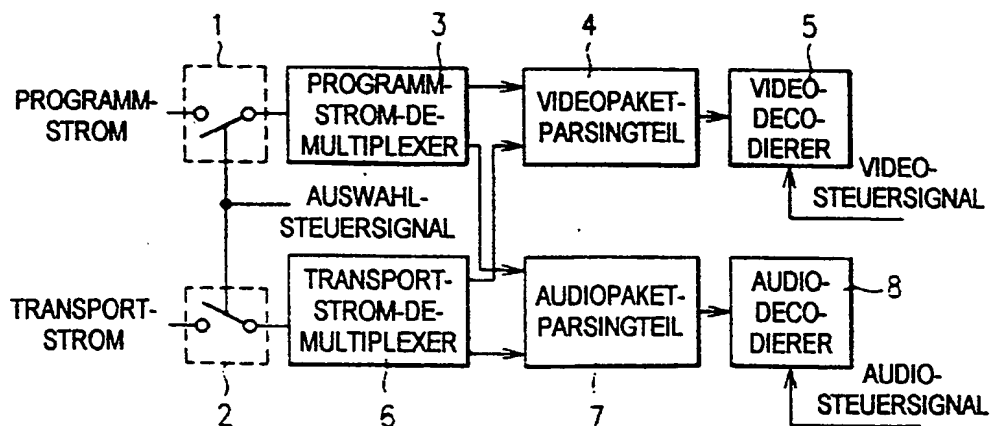 1
3
4
5
PROGRAMM-
STROM
PROGRAMM-
STROM-DE-
MULTIPLEXER
VIDEOPAKET-
PARSINGTEIL
VIDEO-
DECO-
DIERER
VIDEO-
STEUERSIGNAL
AUSWAHL-
STEUERSIGNAL
TRANSPORT-
STROM
TRANSPORT-
STROM-DE-
MULTIPLEXER
AUDIOPAKET-
PARSINGTEIL
AUDIO-
DECO-
DIERER
8
AUDIO-
STEUERSIGNAL
2
6
7